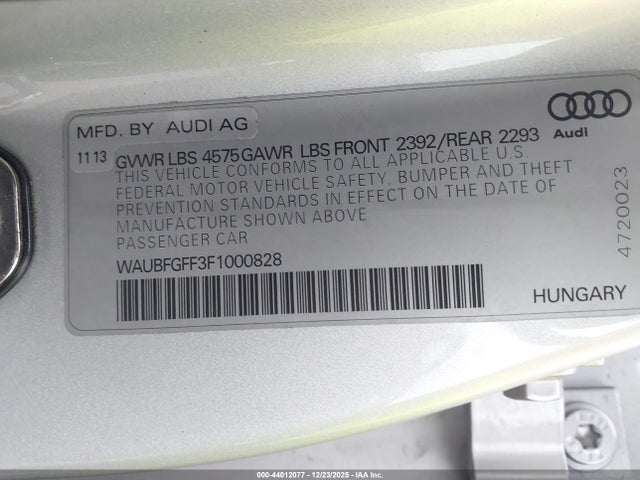 MFD. BY AUDI AG
Audi
11 13 GVWR LBS 4575 GAWR LBS FRONT 2392/REAR 2293
THIS VEHICLE CONFORMS TO ALL APPLICABLE U.S
FEDERAL MOTOR VEHICLE SAFETY, BUMPER AND THEFT
PREVENTION STANDARDS IN EFFECT ON THE DATE OF
MANUFACTURE SHOWN ABOVE
PASSENGER CAR
4720023
WAUBFGFF3F1000828
HUNGARY
000-44012077 - 12/23/2025 - IAA Inc.